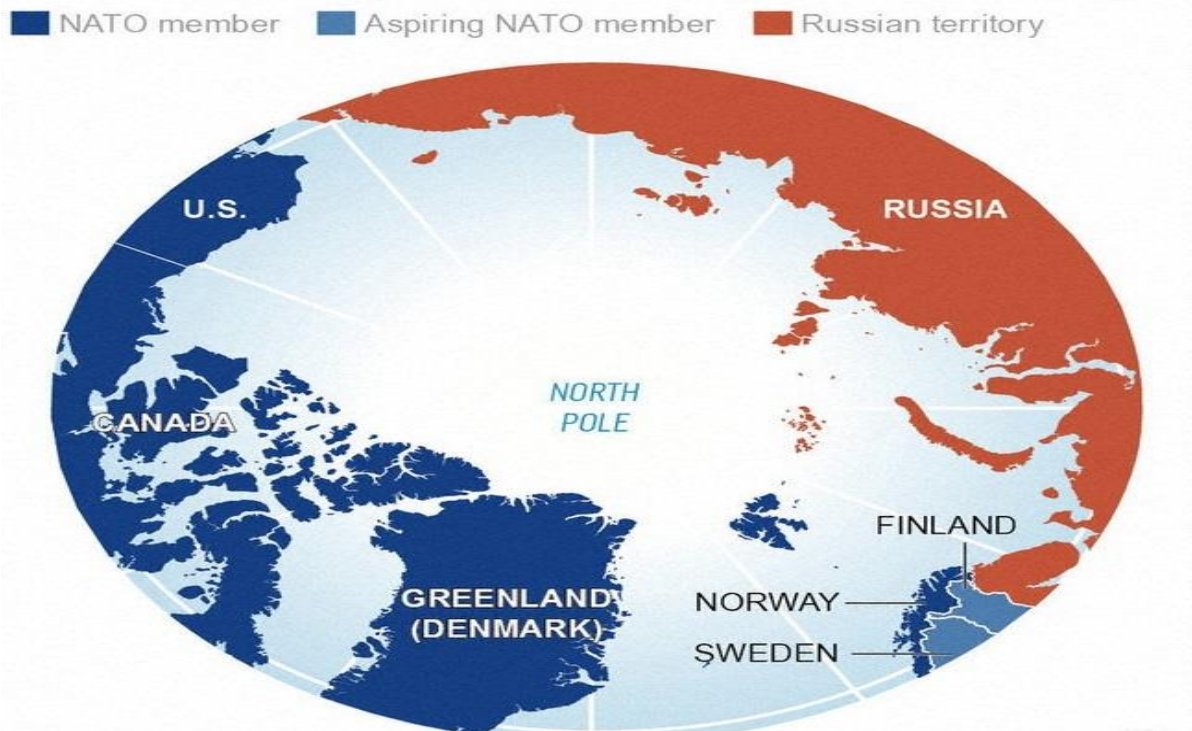 NATO member
Aspiring NATO member
Russian territory
U.S.
RUSSIA
NORTH
POLE
CANADA
FINLAND
GREENLAND
(DENMARK)
NORWAY
SWEDEN